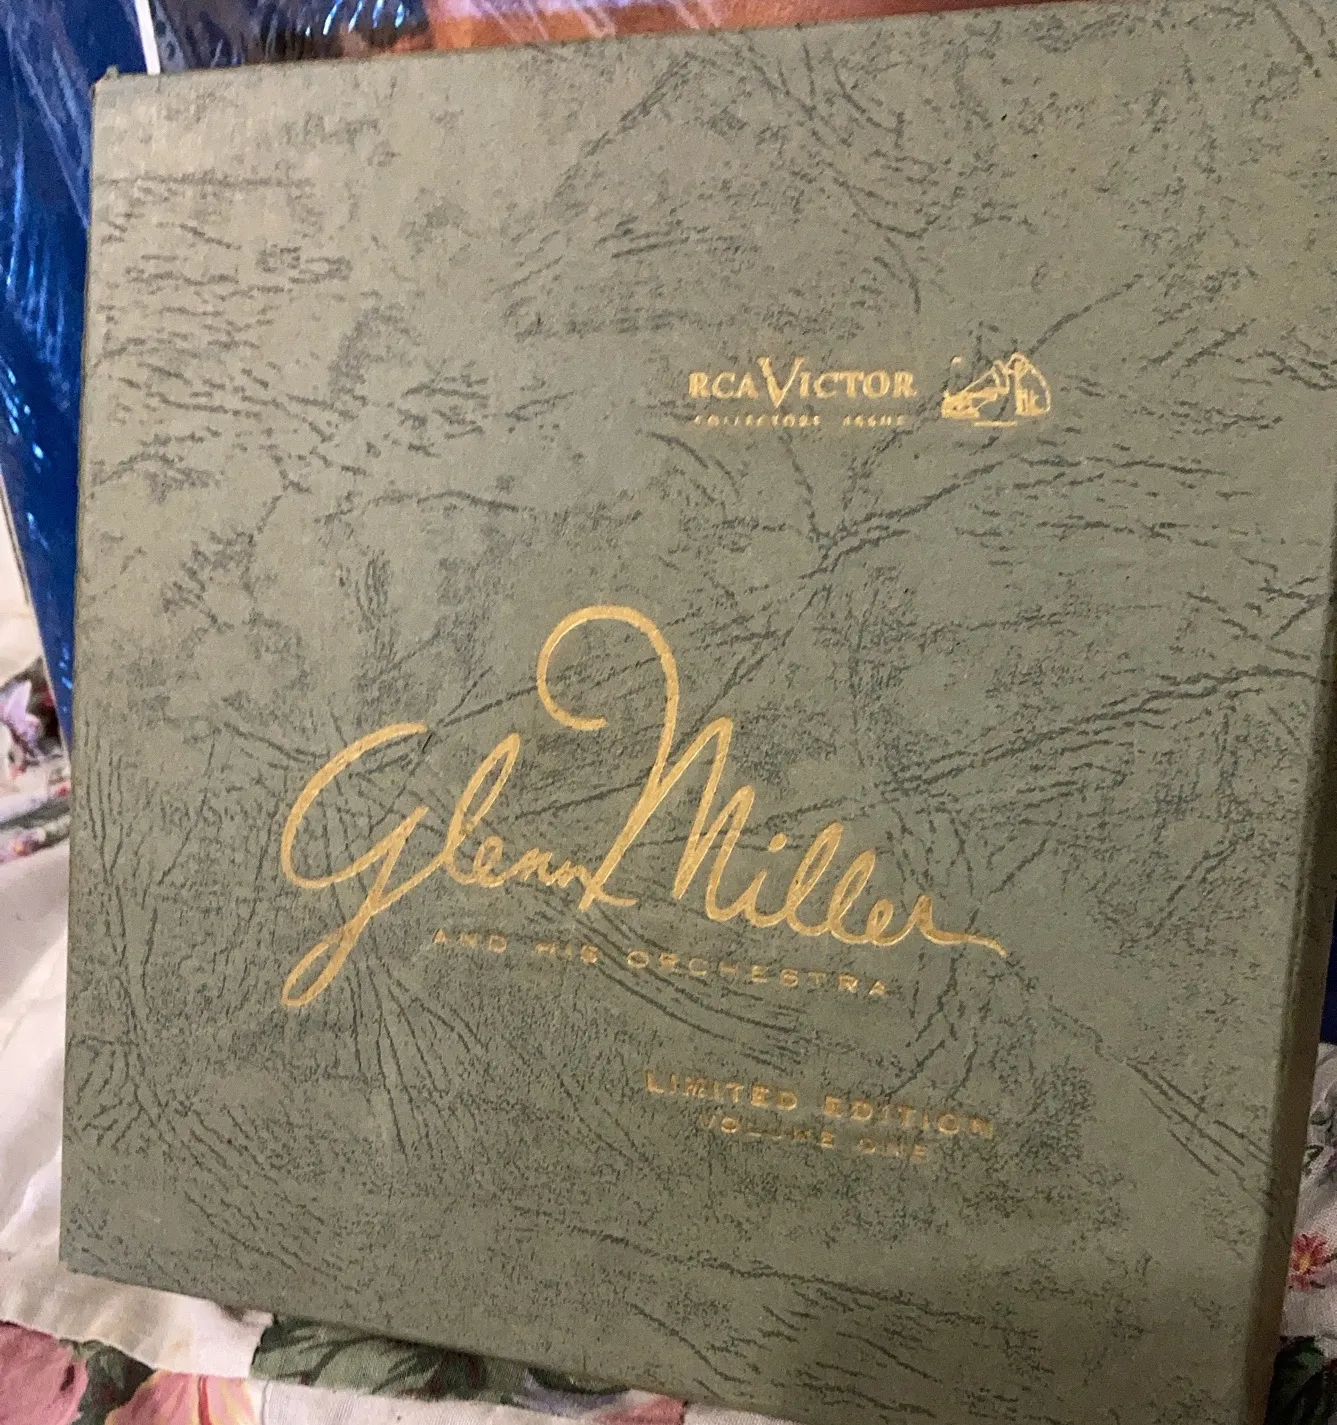 RCA VICTOR
COLLECTORS ISSUE
Glenn Miller
AND HIS ORCHESTRA
LIMITED EDITION
VOLUME ONE